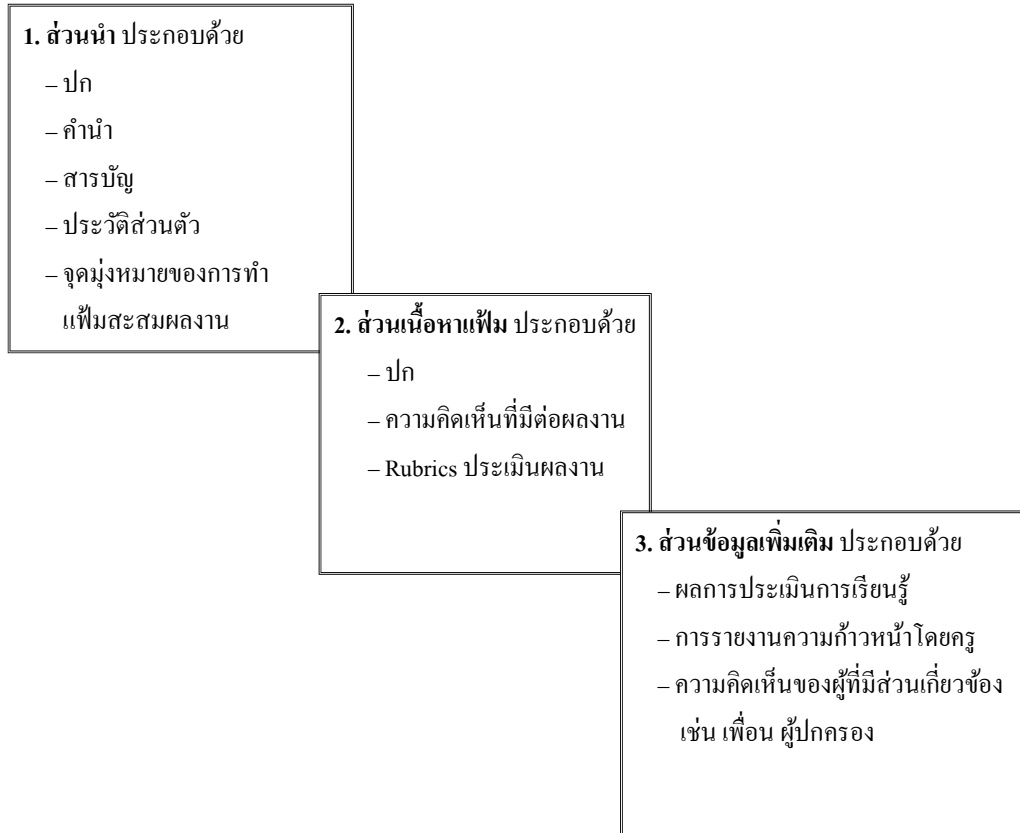 1. ส่วนนำ ประกอบด้วย
– ปก
– คำนำ
– สารบัญ
– ประวัติส่วนตัว
– จุดมุ่งหมายของการทำ
แฟ้มสะสมผลงาน
2. ส่วนเนื้อหาแฟ้ม ประกอบด้วย
– ปก
– ความคิดเห็นที่มีต่อผลงาน
– Rubrics ประเมินผลงาน
3. ส่วนข้อมูลเพิ่มเติม ประกอบด้วย
– ผลการประเมินการเรียนรู้
– การรายงานความก้าวหน้าโดยครู
– ความคิดเห็นของผู้ที่มีส่วนเกี่ยวข้อง
เช่น เพื่อน ผู้ปกครอง